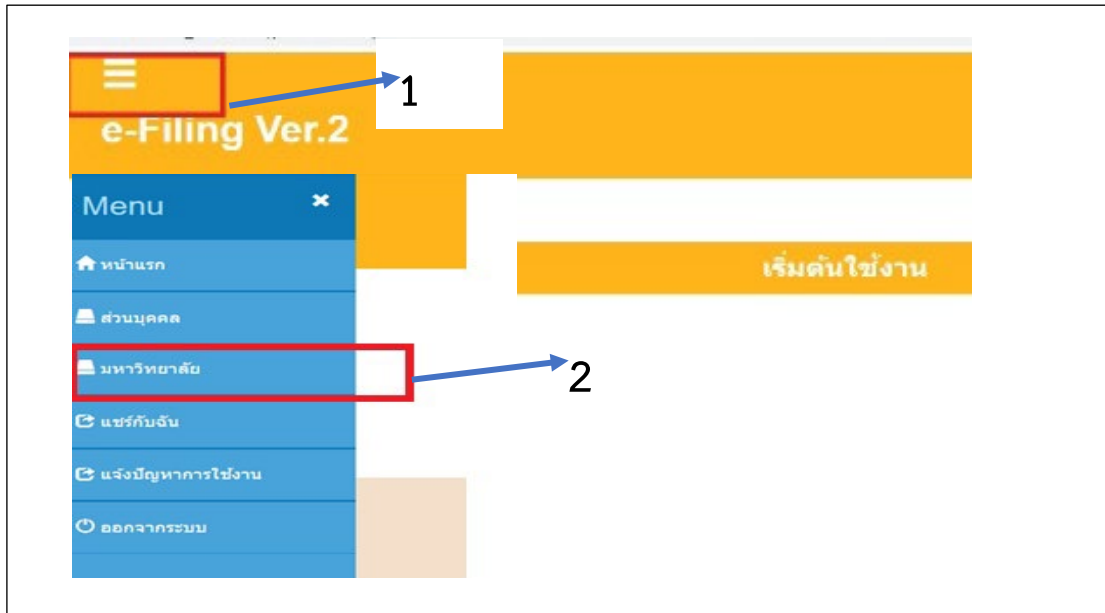 1
e-Filing Ver.2
Menu
หน้าแรก
เริ่มต้นใช้งาน
ส่วนบุคคล
มหาวิทยาลัย
2
แชร์กับฉัน
แจ้งปัญหาการใช้งาน
ออกจากระบบ